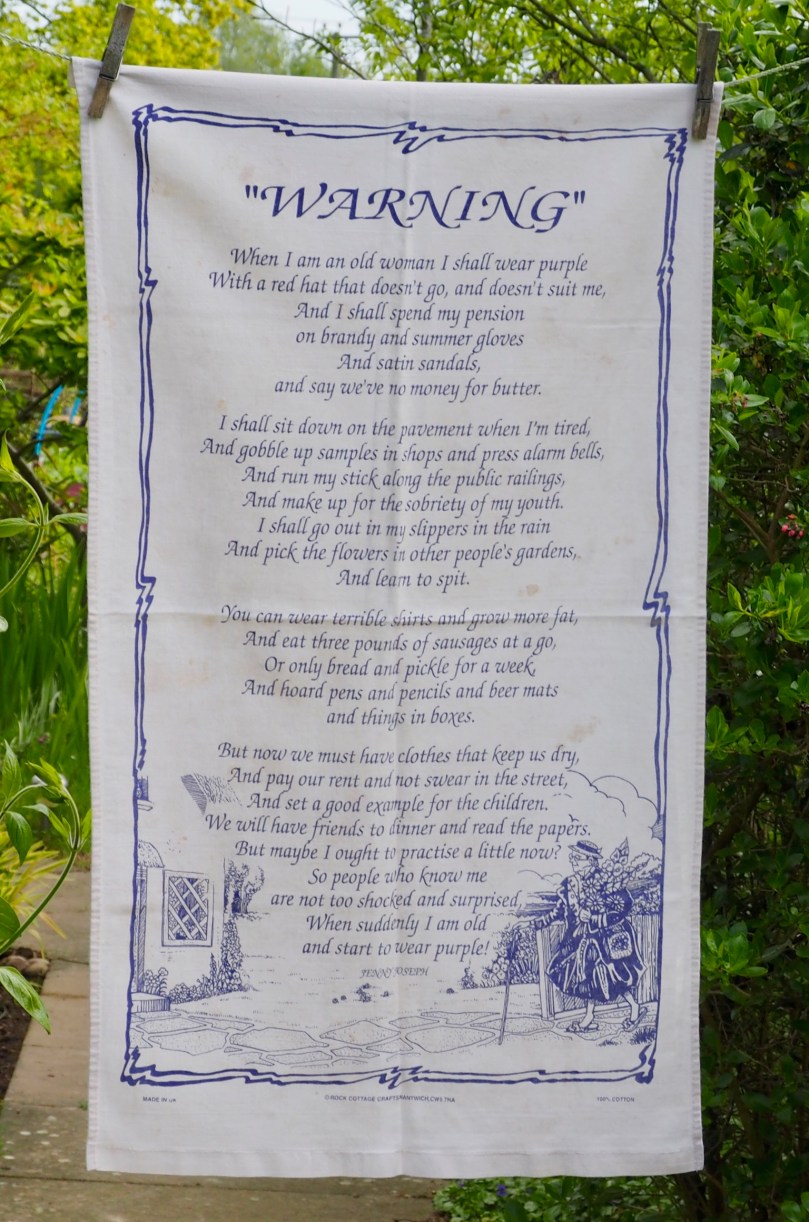 "WARNING"
When I am an old woman I shall wear purple
With a red hat that doesn't go, and doesn't suit me,
And I shall spend my pension
on brandy and summer gloves
And satin sandals,
and say we've no money for butter.
I shall sit down on the pavement when I'm tired,
And gobble up samples in shops and press alarm bells,
And run my stick along the public railings,
And make up for the sobriety of my youth.
I shall go out in my slippers in the rain
And pick the flowers in other people's gardens,
And learn to spit.
You can wear terrible shirts and grow more fat,
And eat three pounds of sausages at a go,
Or only bread and pickle for a week,
And hoard pens and pencils and beer mats
and things in boxes.
But now we must have clothes that keep us dry,
And pay our rent and not swear in the street,
And set a good example for the children.
We will have friends to dinner and read the papers.
But maybe I ought to practise a little now?
So people who know me
are not too shocked and surprised,
When suddenly I am old
and start to wear purple!
JENNY JOSEPH
MADE IN UK © ROCK COTTAGE CRAFTS NANTWICH, 100% COTTON